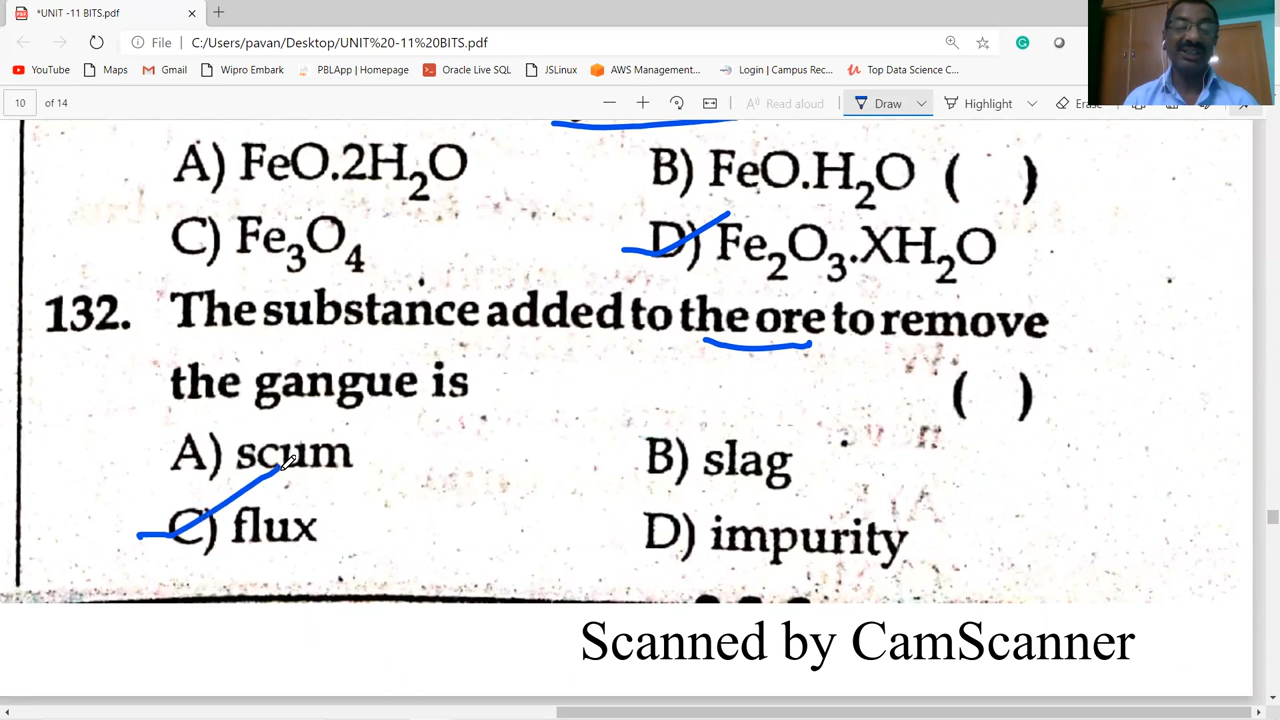 *UNIT -11 BITS.pdf
File C:/Users/pavan/Desktop/UNIT%20-11%20BITS.pdf
YouTube Maps Gmail Wipro Embark PBLApp | Homepage Oracle Live SQL JSLinux AWS Management... Login | Campus Rec... Top Data Science C...
10 of 14 Read aloud Draw Highlight Erase
A) FeO.2H₂O B) FeO.H₂O ( )
C) Fe₃O₄ D) Fe₂O₃.XH₂O
132. The substance added to the ore to remove
the gangue is ( )
A) scum B) slag
C) flux D) impurity
Scanned by CamScanner